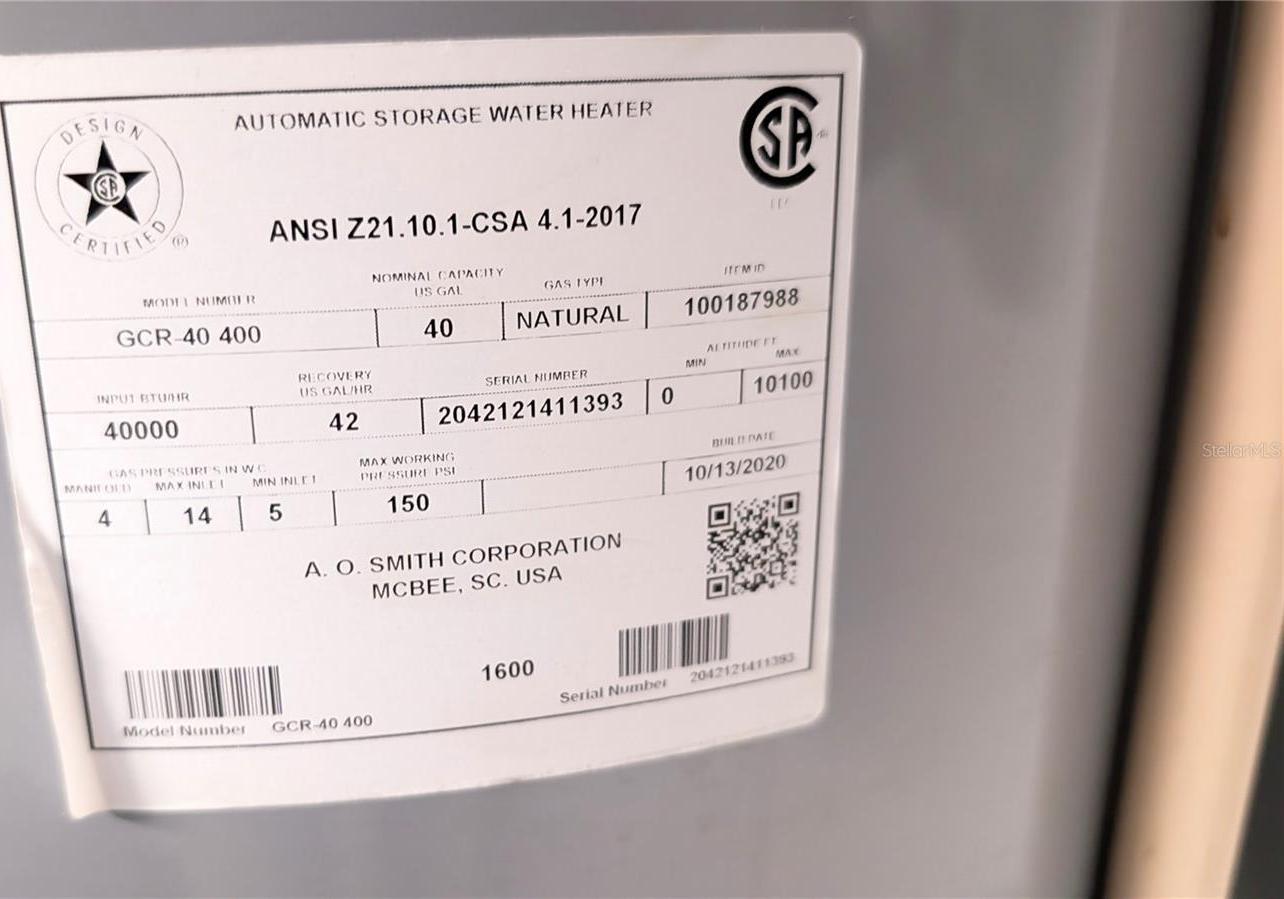 DESIGN
CERTIFIED®
AUTOMATIC STORAGE WATER HEATER
ANSI Z21.10.1-CSA 4.1-2017
MODEL NUMBER
NOMINAL CAPACITY
US GAL
GAS TYPE
ITEM ID
GCR-40 400
40
NATURAL
100187988
INPUT BTU/HR
RECOVERY
US GAL/HR
SERIAL NUMBER
ALTITUDE FT
MIN
MAX
40000
42
2042121411393
0
10100
GAS PRESSURES IN W C
MANIFOLD
MAX INLET
MIN INLET
MAX WORKING
PRESSURE PSI
BUILD DATE
4
14
5
150
10/13/2020
A. O. SMITH CORPORATION
MCBEE, SC. USA
1600
Model Number GCR-40 400
Serial Number 2042121411393
StellarMLS